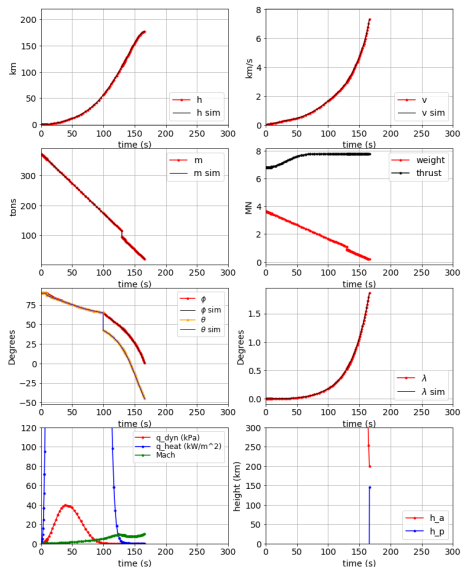 200
150
100
50
0
km
h
h sim
0 50 100 150 200 250 300
time (s)
8
6
4
2
0
km/s
v
v sim
0 50 100 150 200 250 300
time (s)
300
200
100
tons
m
m sim
0 50 100 150 200 250 300
time (s)
8
6
4
2
0
MN
weight
thrust
0 50 100 150 200 250 300
time (s)
75
50
25
0
−25
−50
Degrees
ϕ
ϕ sim
θ
θ sim
0 50 100 150 200 250 300
time (s)
1.5
1.0
0.5
0.0
Degrees
λ
λ sim
0 50 100 150 200 250 300
time (s)
120
100
80
60
40
20
0
q_dyn (kPa)
q_heat (kW/m^2)
Mach
0 50 100 150 200 250 300
time (s)
300
250
200
150
100
50
0
height (km)
h_a
h_p
0 50 100 150 200 250 300
time (s)